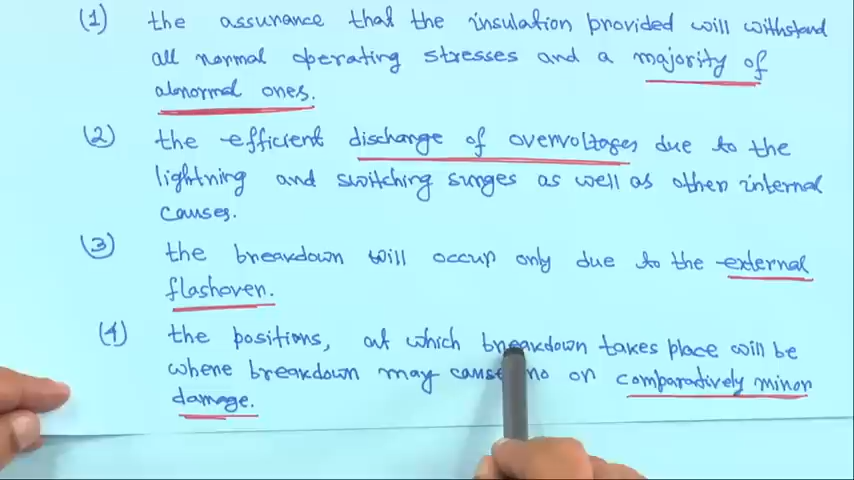 (1) the assurance that the insulation provided will withstand
all normal operating stresses and a majority of
abnormal ones.
(2) the efficient discharge of overvoltages due to the
lightning and switching surges as well as other internal
causes.
(3) the breakdown will occur only due to the external
flashover.
(4) the positions, at which breakdown takes place will be
where breakdown may cause no or comparatively minor
damage.